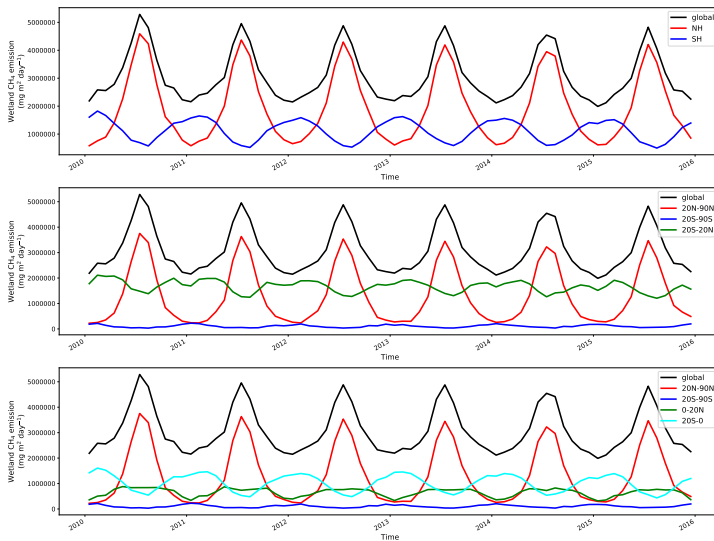 5000000
4000000
3000000
2000000
1000000
Wetland CH4 emission
(mg m² day⁻¹)
global
NH
SH
2010
2011
2012
2013
2014
2015
2016
Time
5000000
4000000
3000000
2000000
1000000
0
Wetland CH4 emission
(mg m² day⁻¹)
global
20N-90N
20S-90S
20S-20N
2010
2011
2012
2013
2014
2015
2016
Time
5000000
4000000
3000000
2000000
1000000
0
Wetland CH4 emission
(mg m² day⁻¹)
global
20N-90N
20S-90S
0-20N
20S-0
2010
2011
2012
2013
2014
2015
2016
Time